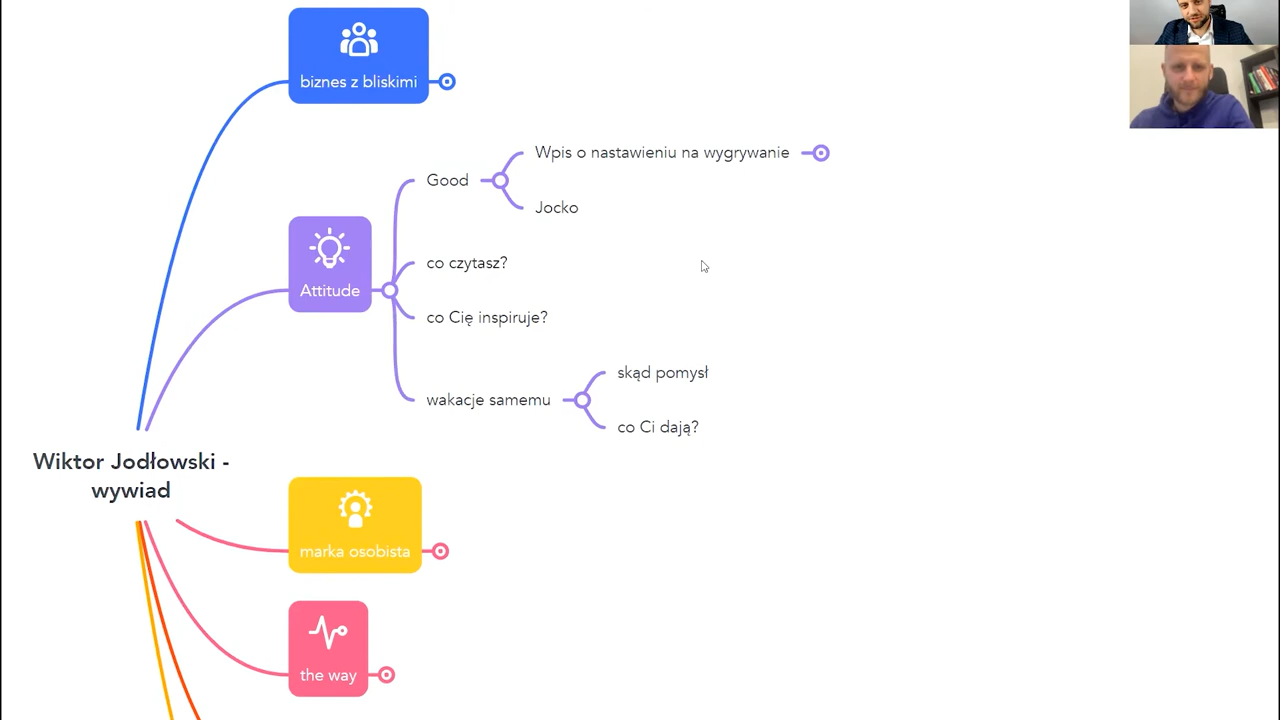 biznes z bliskimi
Wpis o nastawieniu na wygrywanie
Good
Jocko
co czytasz?
Attitude
co Cię inspiruje?
skąd pomysł
wakacje samemu
co Ci dają?
Wiktor Jodłowski -
wywiad
marka osobista
the way